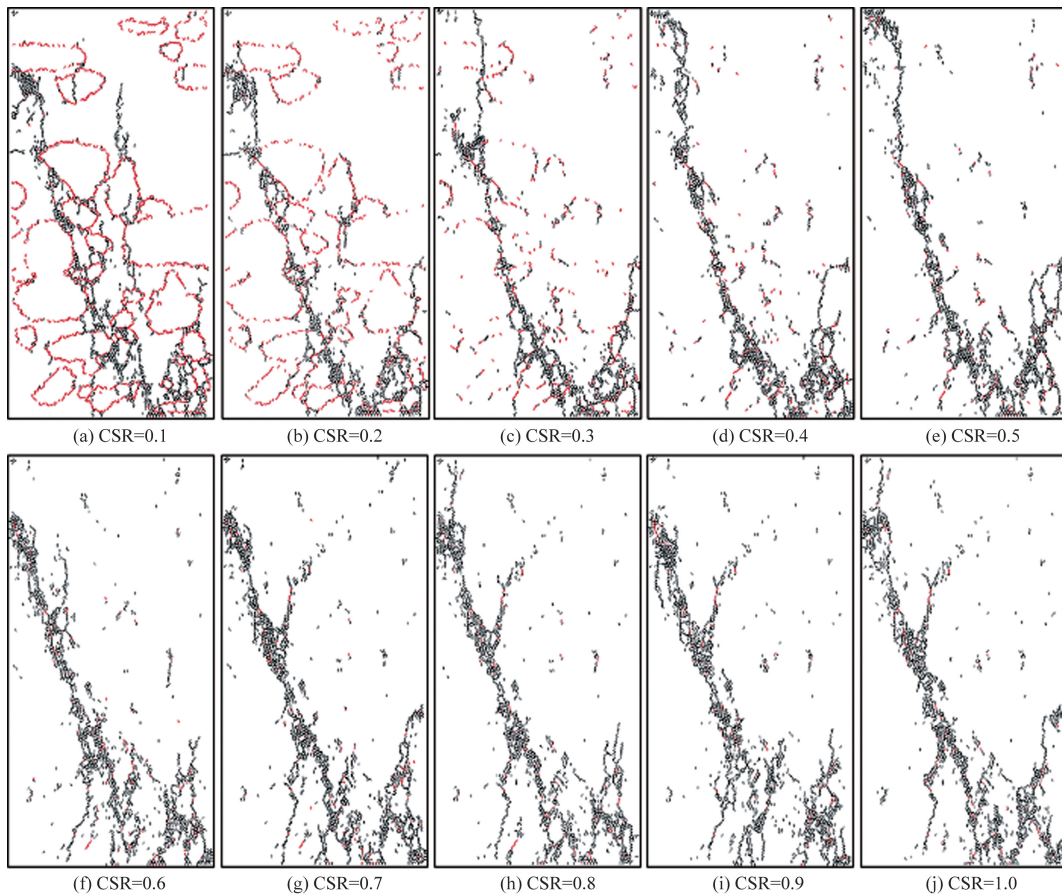 (a) CSR=0.1
(b) CSR=0.2
(c) CSR=0.3
(d) CSR=0.4
(e) CSR=0.5
(f) CSR=0.6
(g) CSR=0.7
(h) CSR=0.8
(i) CSR=0.9
(j) CSR=1.0